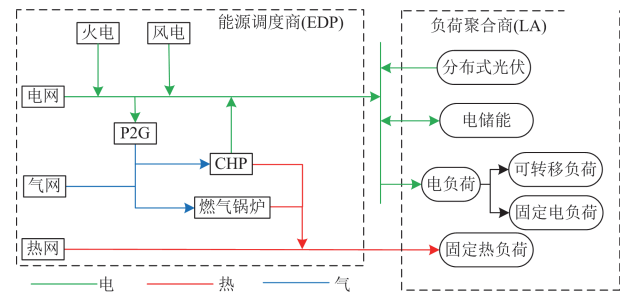 能源调度商(EDP)
负荷聚合商(LA)
火电
风电
分布式光伏
电网
电储能
P2G
CHP
可转移负荷
气网
电负荷
燃气锅炉
固定电负荷
热网
固定热负荷
电
热
气